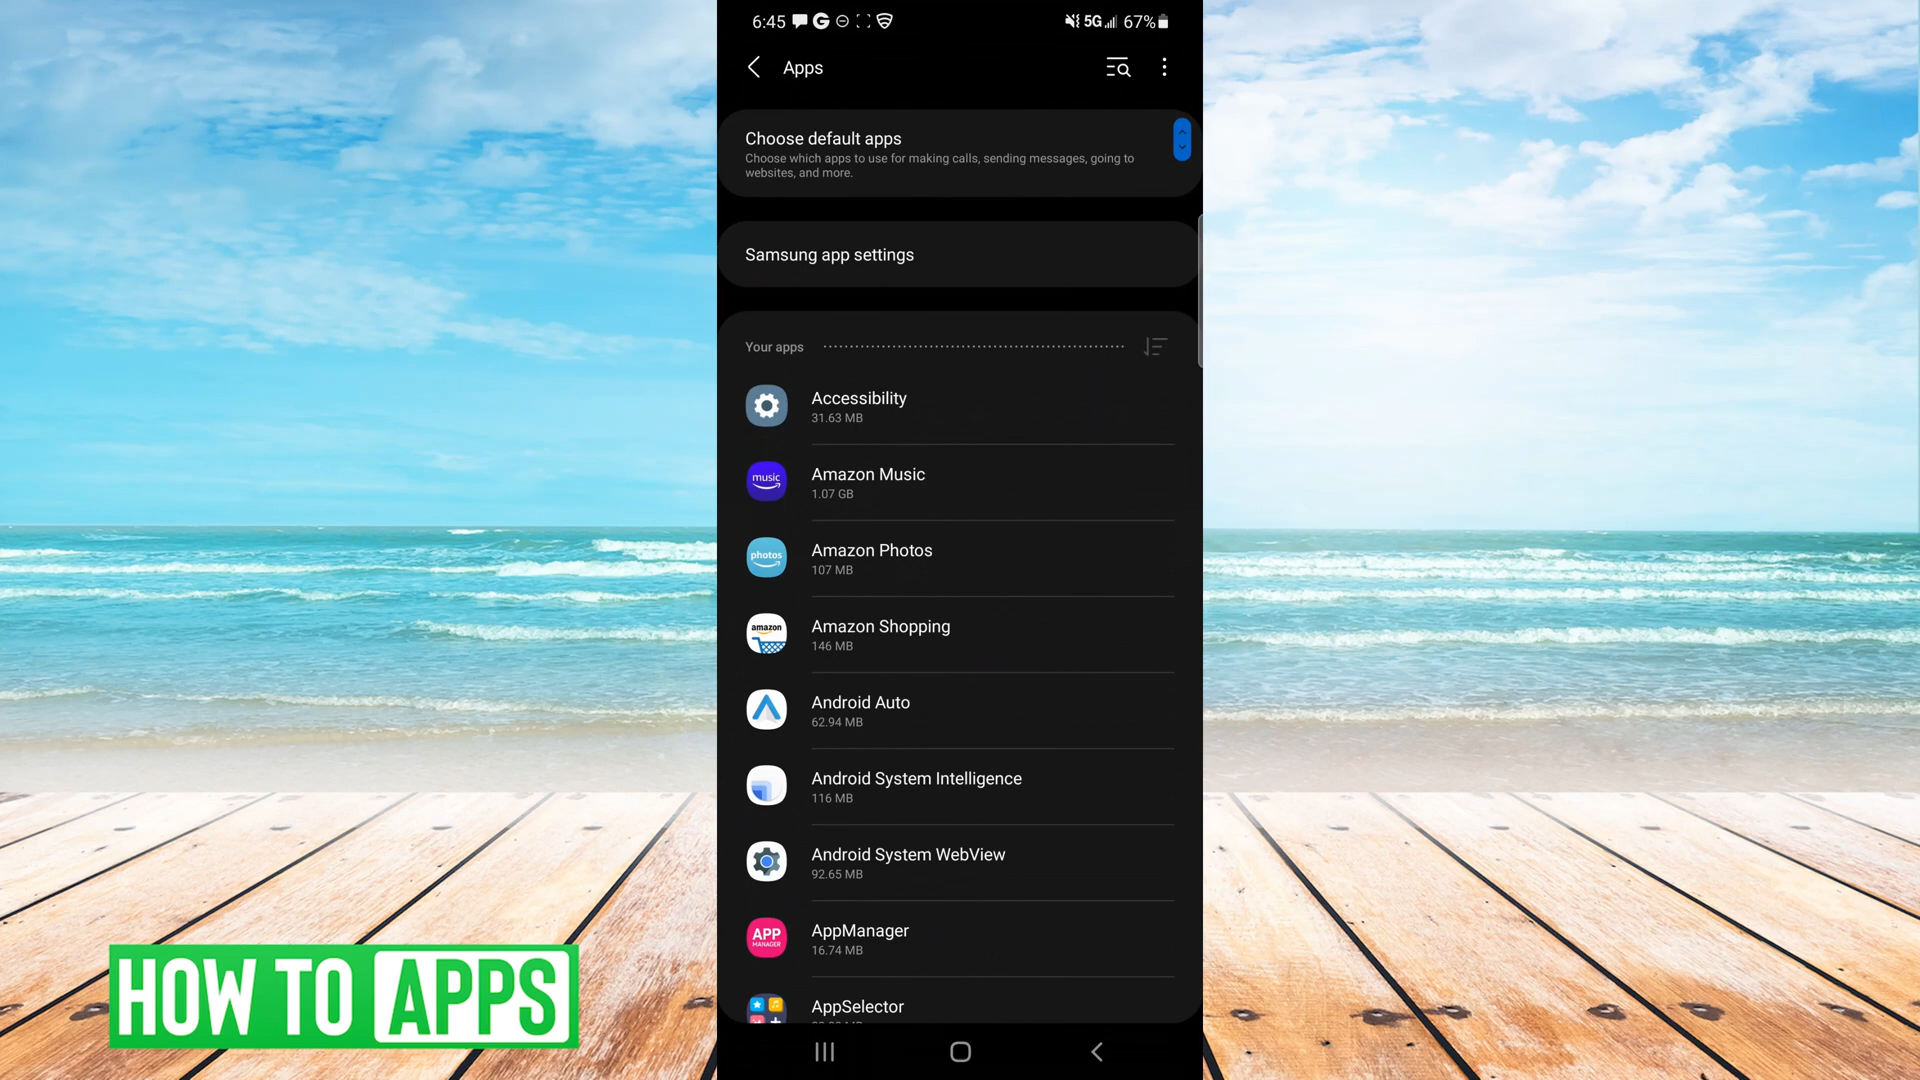 6:45
5G 67%
Apps
Choose default apps
Choose which apps to use for making calls, sending messages, going to
websites, and more.
Samsung app settings
Your apps
Accessibility
31.63 MB
music
Amazon Music
1.07 GB
photos
Amazon Photos
107 MB
amazon
Amazon Shopping
146 MB
Android Auto
62.94 MB
Android System Intelligence
116 MB
Android System WebView
92.65 MB
APP
MANAGER
AppManager
16.74 MB
AppSelector
HOW TO APPS